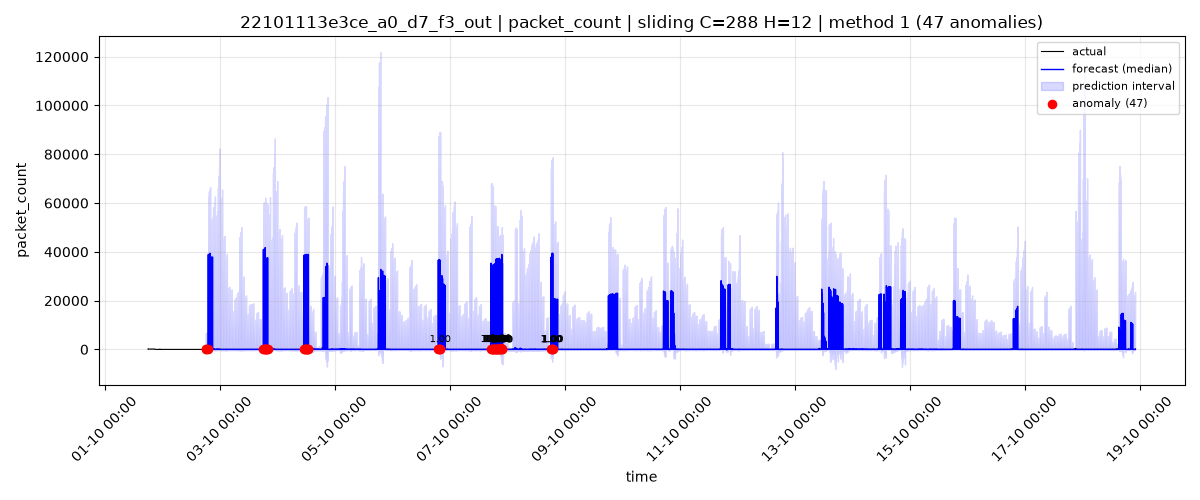 22101113e3ce_a0_d7_f3_out | packet_count | sliding C=288 H=12 | method 1 (47 anomalies)
actual
forecast (median)
prediction interval
anomaly (47)
120000
100000
80000
60000
40000
20000
0
packet_count
1.00
01-10 00:00
03-10 00:00
05-10 00:00
07-10 00:00
09-10 00:00
11-10 00:00
13-10 00:00
15-10 00:00
17-10 00:00
19-10 00:00
time